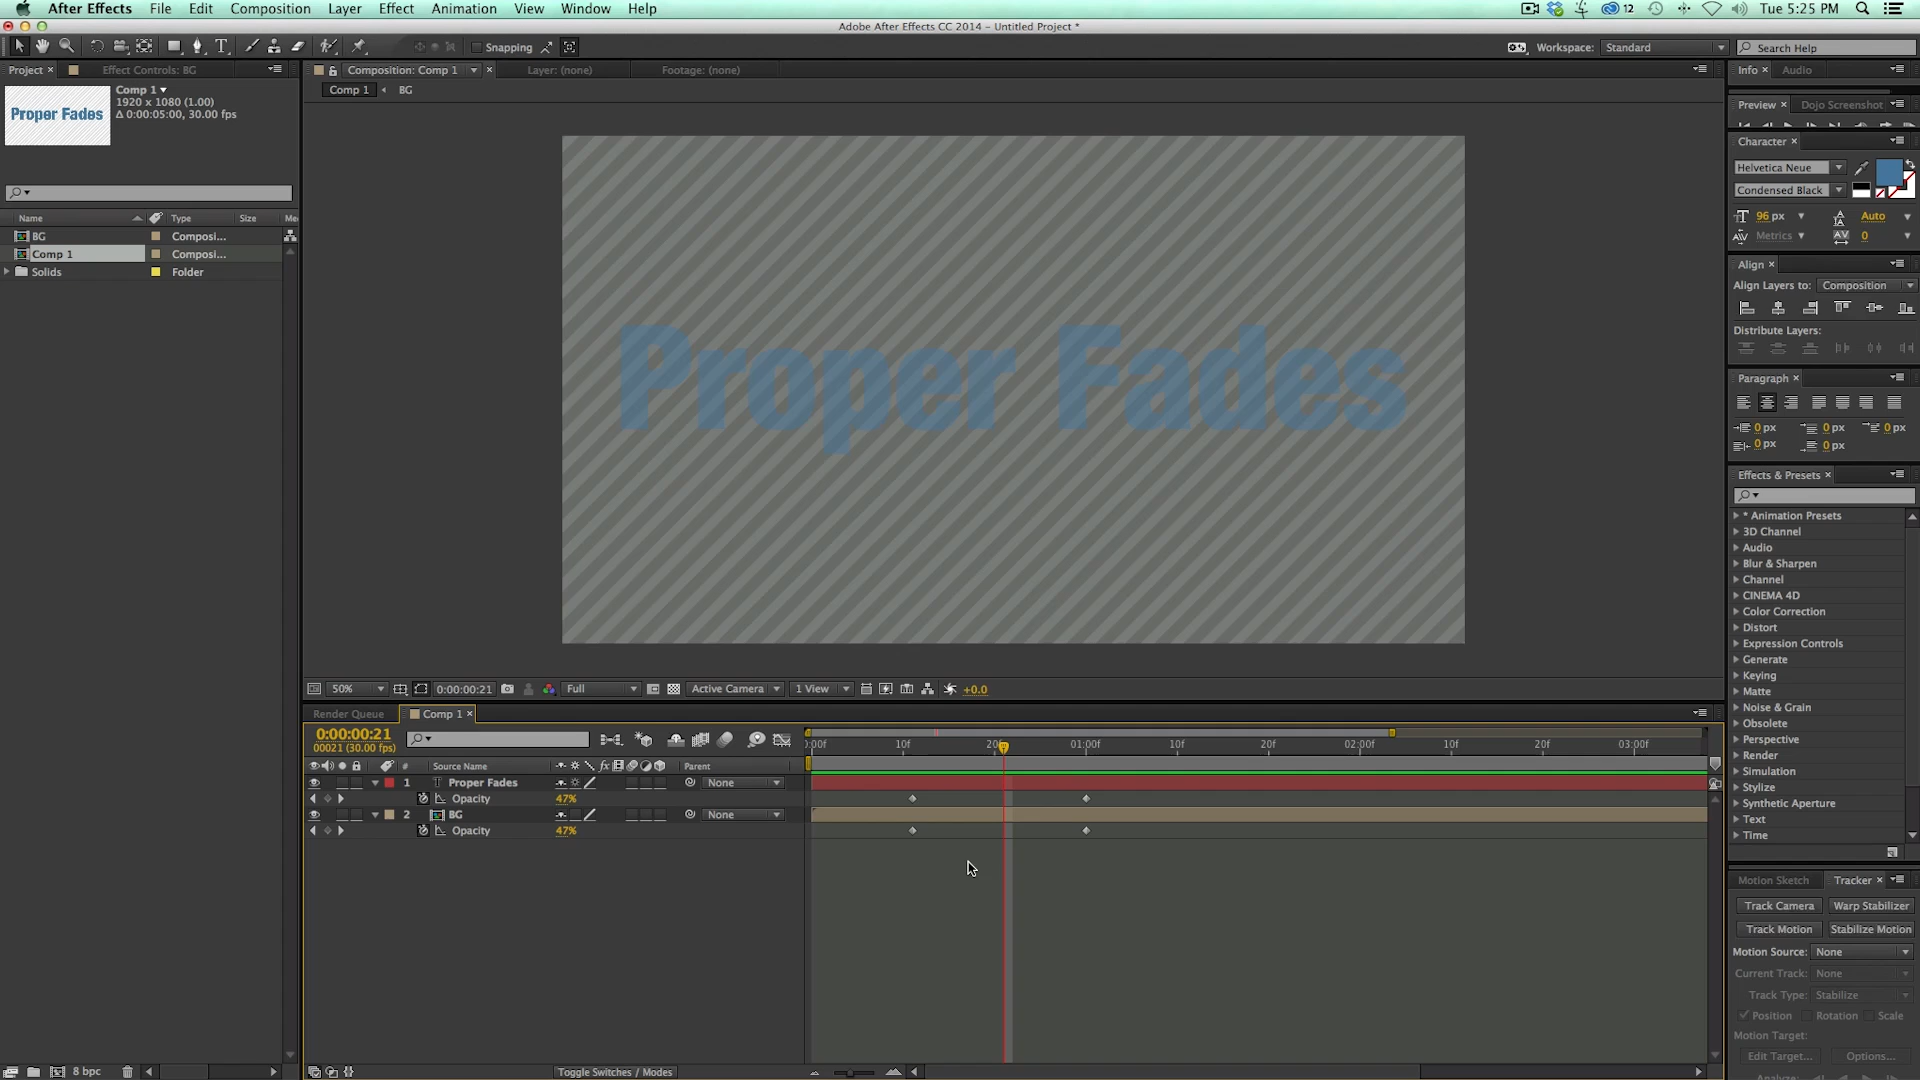 After Effects File Edit Composition Layer Effect Animation View Window Help 12 Tue 5:25 PM
Adobe After Effects CC 2014 - Untitled Project *
Snapping Workspace: Standard Search Help
Project Effect Controls: BG Composition: Comp 1 Layer: (none) Footage: (none) Info Audio
Comp 1
1920 x 1080 (1.00)
Δ 0:00:05:00, 30.00 fps
Proper Fades
Comp 1 BG
Preview Dojo Screenshot
Character
Helvetica Neue
Condensed Black
96 px Auto
Metrics 0
Name Type Size Me
BG Composi...
Comp 1 Composi...
Solids Folder
Proper Fades
Align
Align Layers to: Composition
Distribute Layers:
Paragraph
0 px 0 px 0 px
0 px 0 px
Effects & Presets
* Animation Presets
3D Channel
Audio
Blur & Sharpen
Channel
CINEMA 4D
Color Correction
Distort
Expression Controls
Generate
Keying
Matte
Noise & Grain
Obsolete
Perspective
Render
Simulation
Stylize
Synthetic Aperture
Text
Time
50% 0:00:00:21 Full Active Camera 1 View +0.0
Render Queue Comp 1
0:00:00:21
00021 (30.00 fps)
:00f 10f 20 01:00f 10f 20f 02:00f 10f 20f 03:00f
# Source Name fx Parent
1 T Proper Fades None
Opacity 47%
2 BG None
Opacity 47%
Motion Sketch Tracker
Track Camera Warp Stabilizer
Track Motion Stabilize Motion
Motion Source: None
Current Track: None
Track Type: Stabilize
Position Rotation Scale
Motion Target:
Edit Target... Options...
Analyze:
8 bpc Toggle Switches / Modes